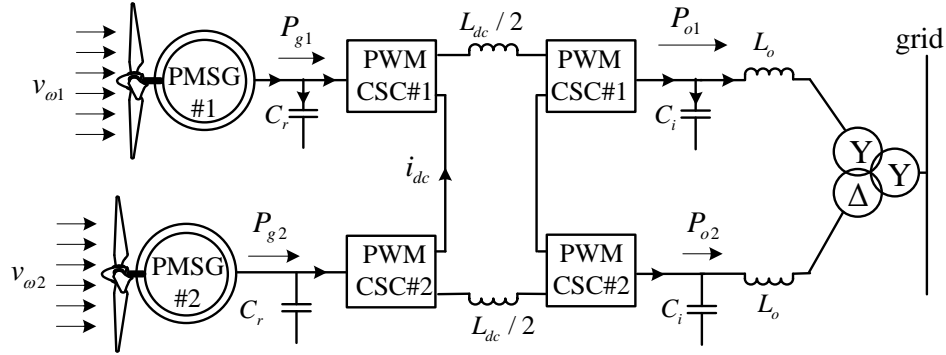 L_dc / 2
P_g1
P_o1
L_o
grid
PWM
CSC#1
PWM
CSC#1
PMSG
#1
v_ω1
C_r
C_i
i_dc
Y
Y
Δ
P_g2
P_o2
PWM
CSC#2
PWM
CSC#2
PMSG
#2
v_ω2
C_r
L_dc / 2
C_i
L_o